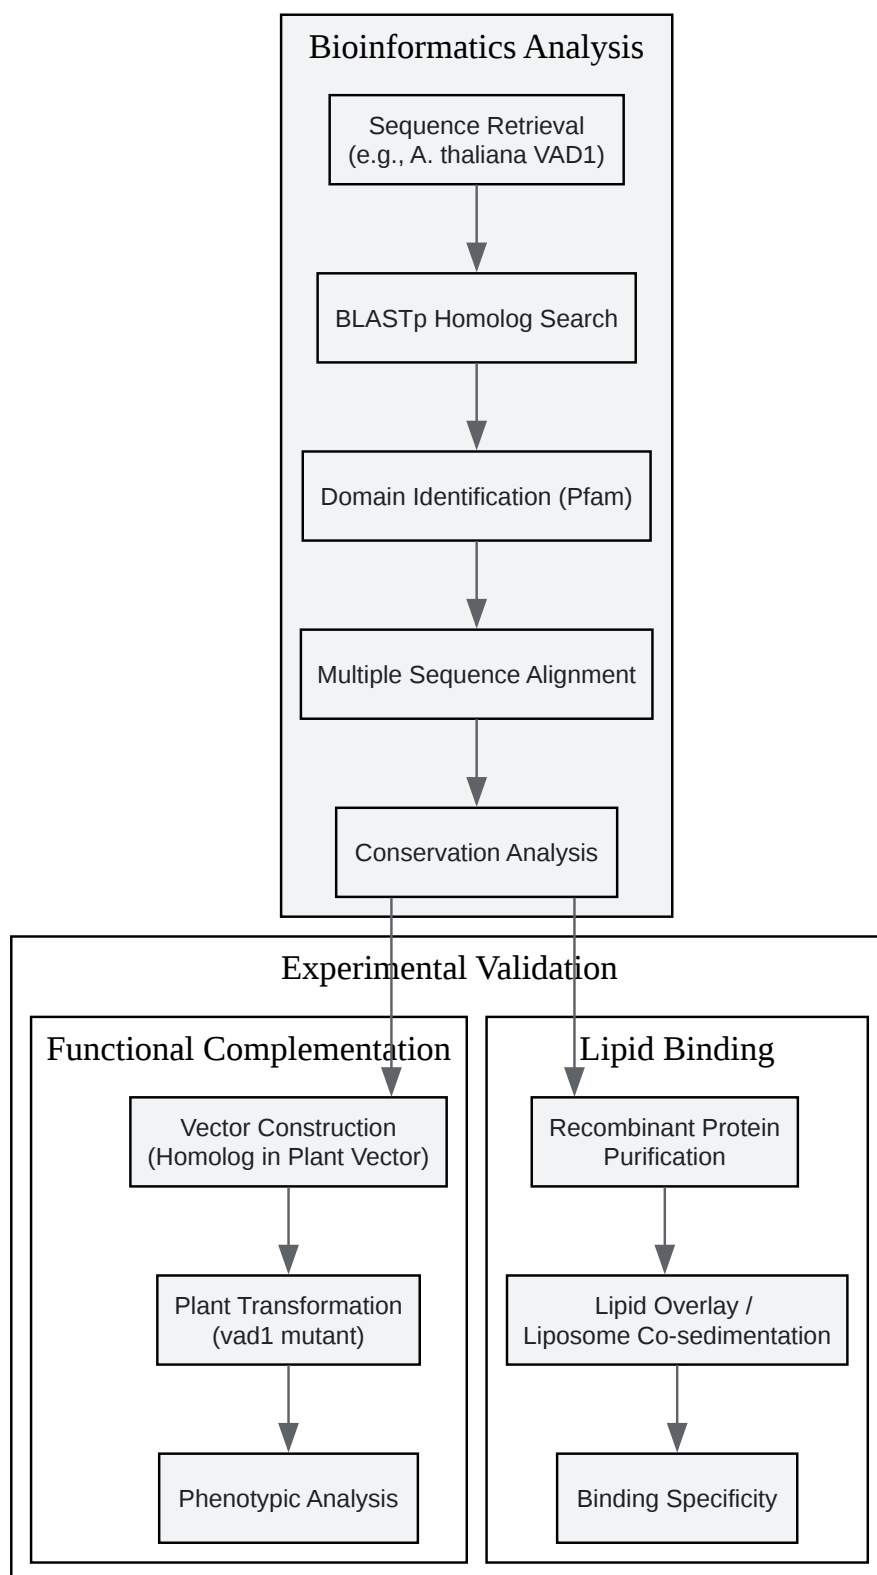 Bioinformatics Analysis
Sequence Retrieval
(e.g., A. thaliana VAD1)
BLASTp Homolog Search
Domain Identification (Pfam)
Multiple Sequence Alignment
Conservation Analysis
Experimental Validation
Functional Complementation
Vector Construction
(Homolog in Plant Vector)
Plant Transformation
(vad1 mutant)
Phenotypic Analysis
Lipid Binding
Recombinant Protein
Purification
Lipid Overlay /
Liposome Co-sedimentation
Binding Specificity